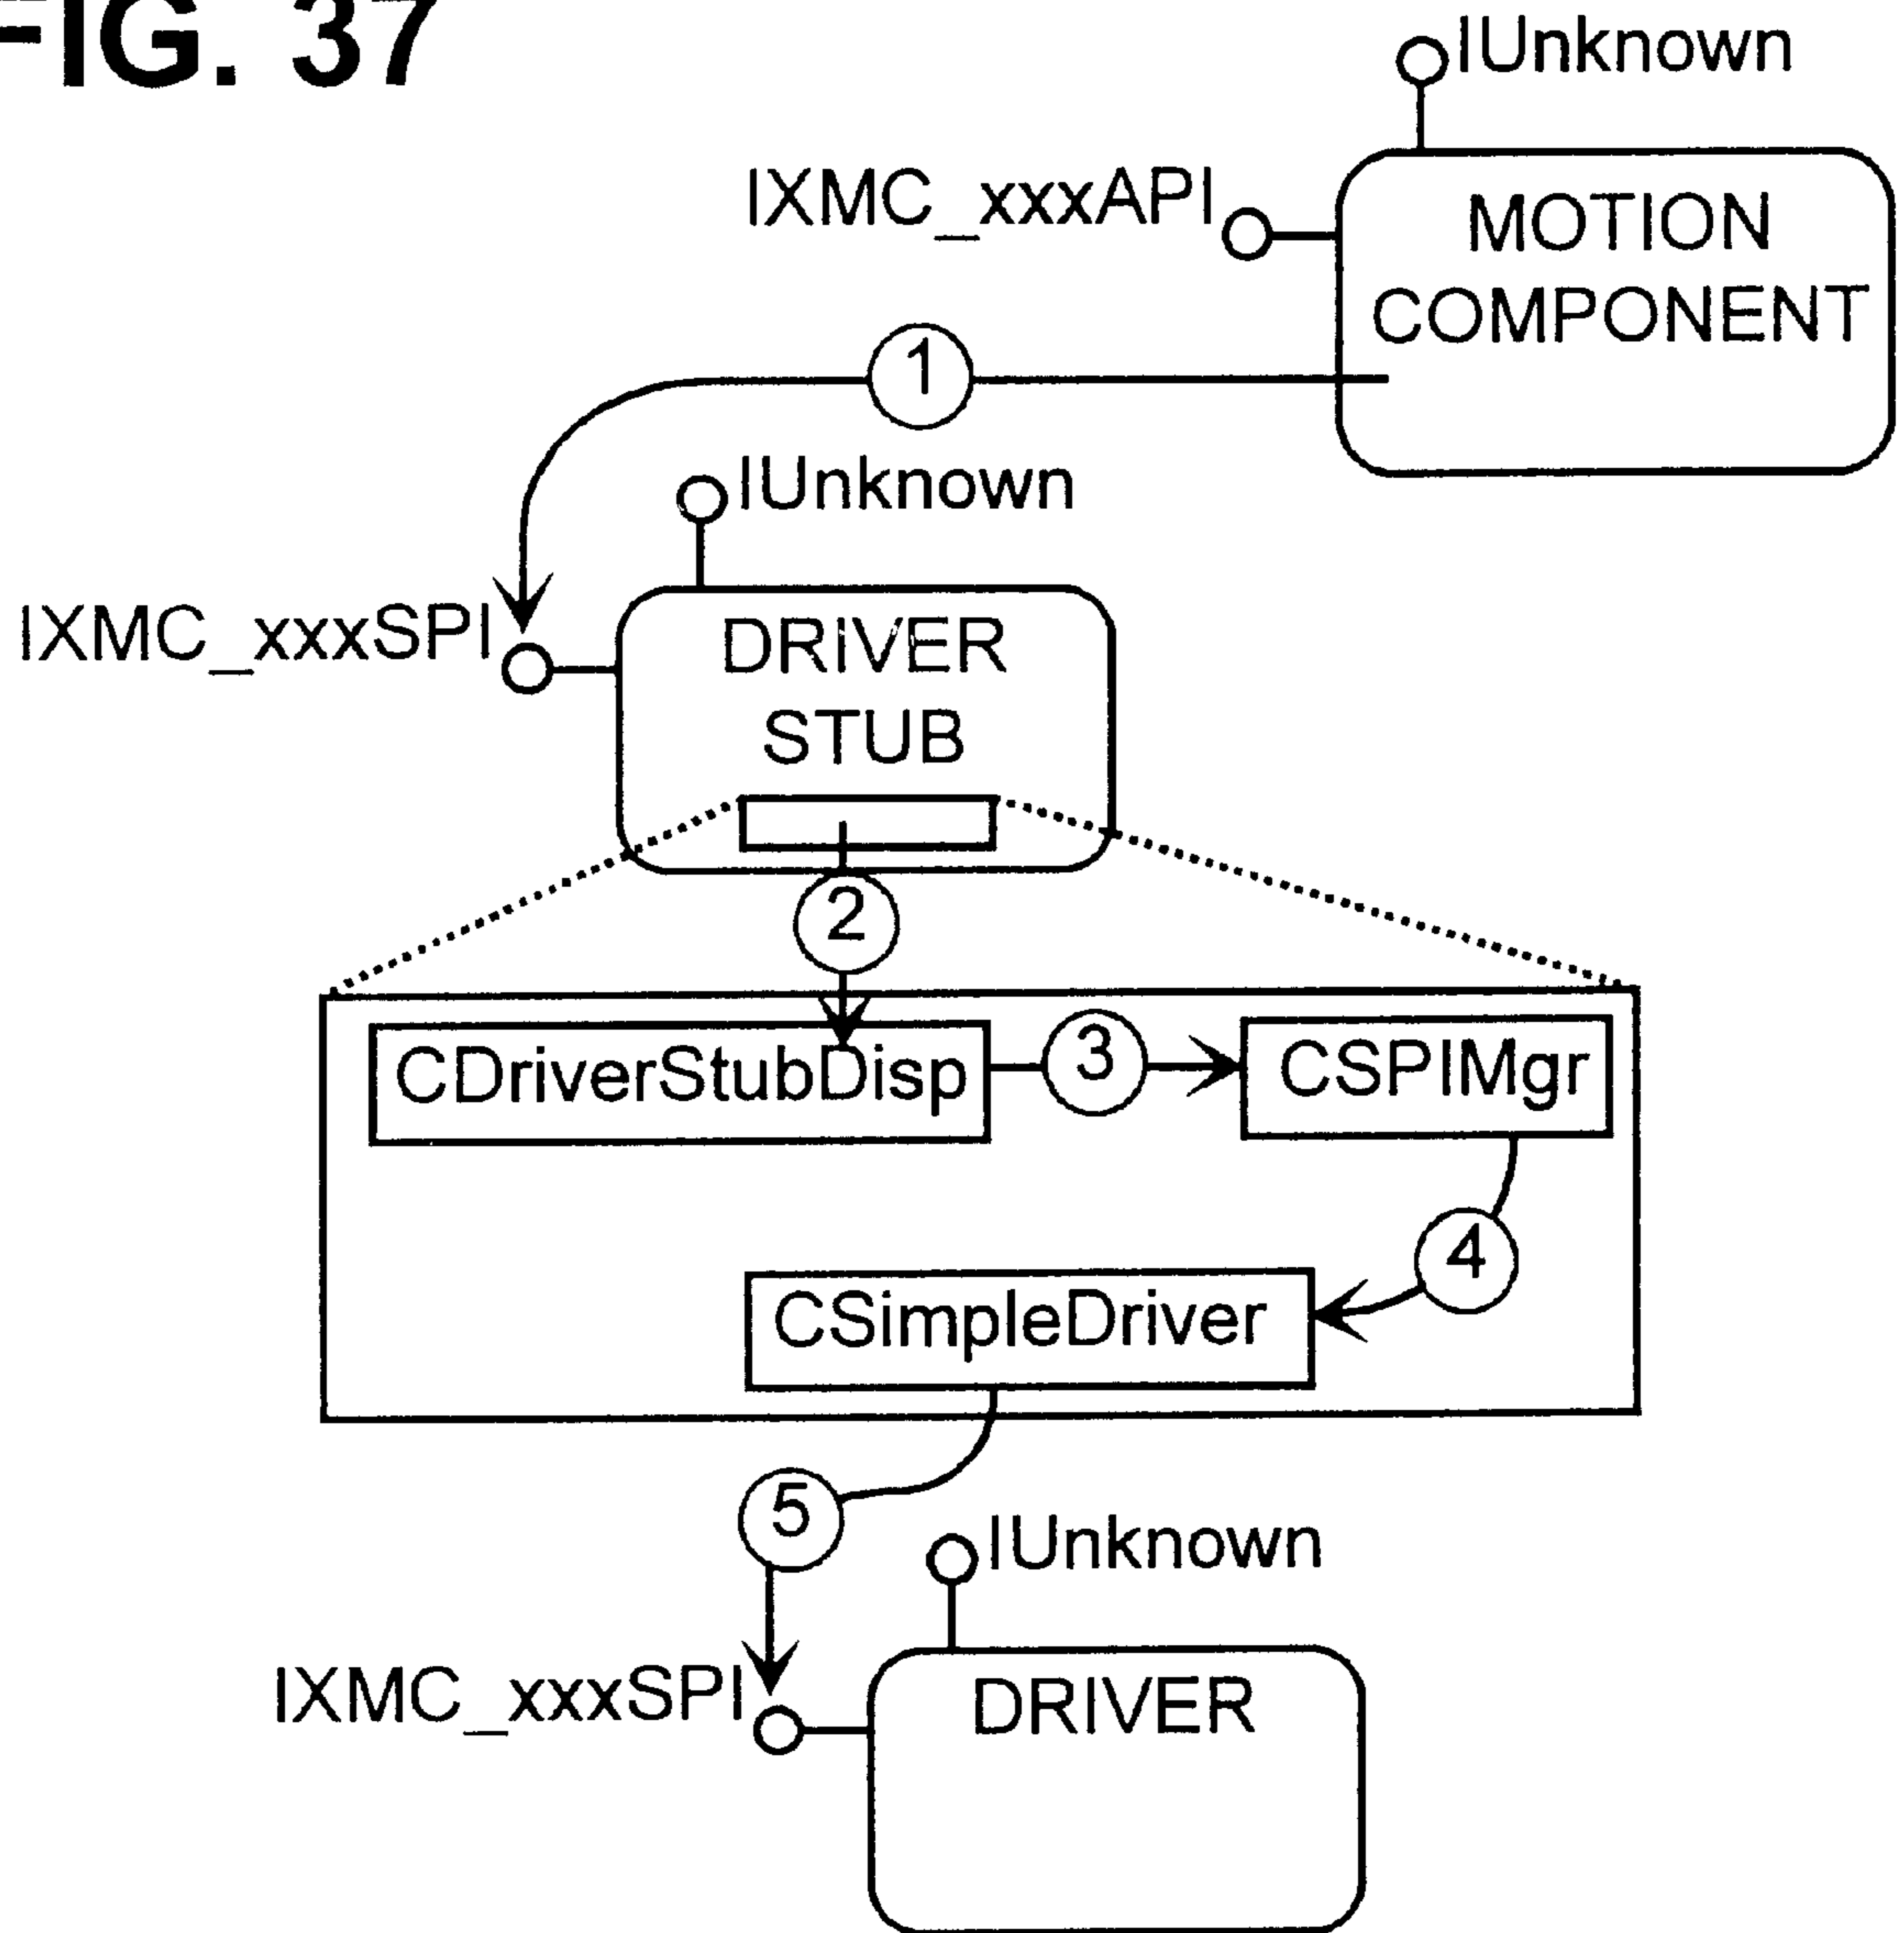 FIG. 37
IUnknown
IXMC_xxxAPI
MOTION
COMPONENT
1
IUnknown
IXMC_xxxSPI
DRIVER
STUB
2
CDriverStubDisp
3
CSPIMgr
4
CSimpleDriver
5
IUnknown
IXMC_xxxSPI
DRIVER